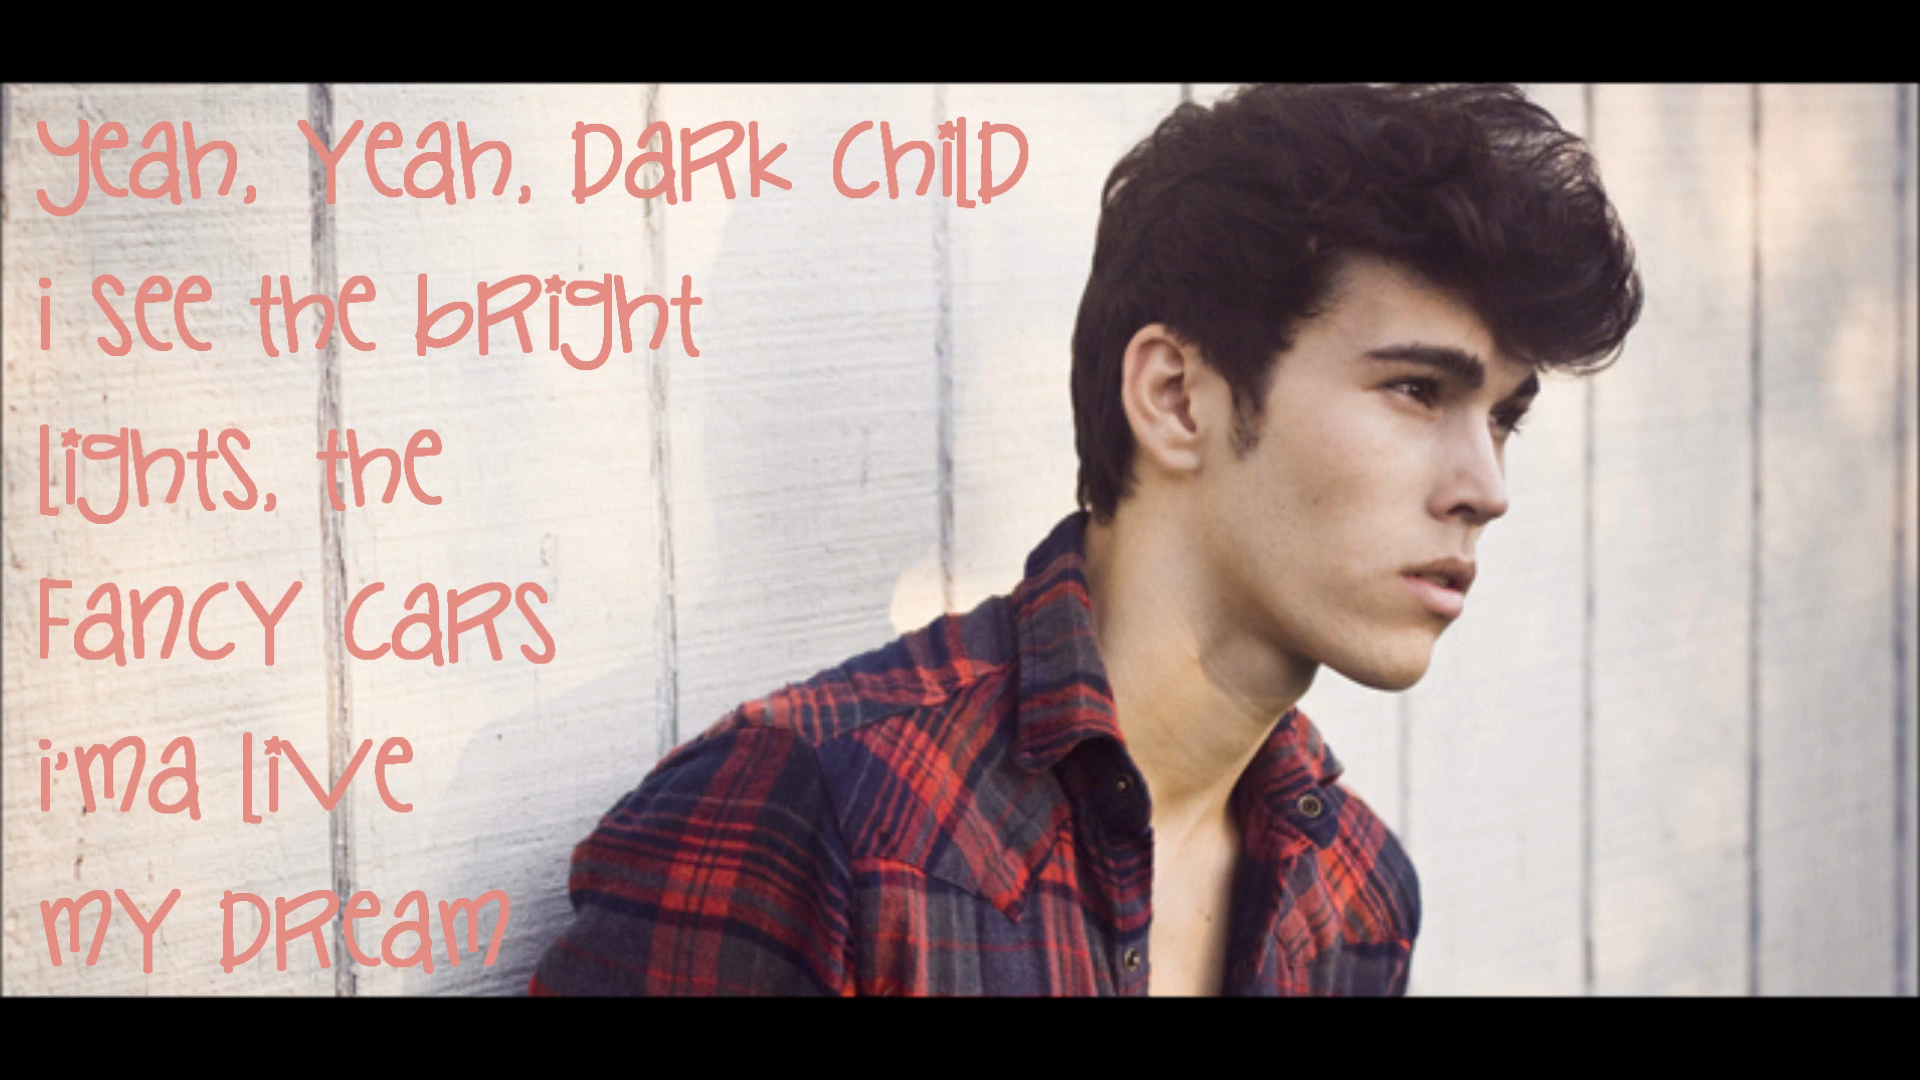 Yeah, Yeah, Dark Child
I see the bright
lights, the
fancy cars
I'ma live
my dream